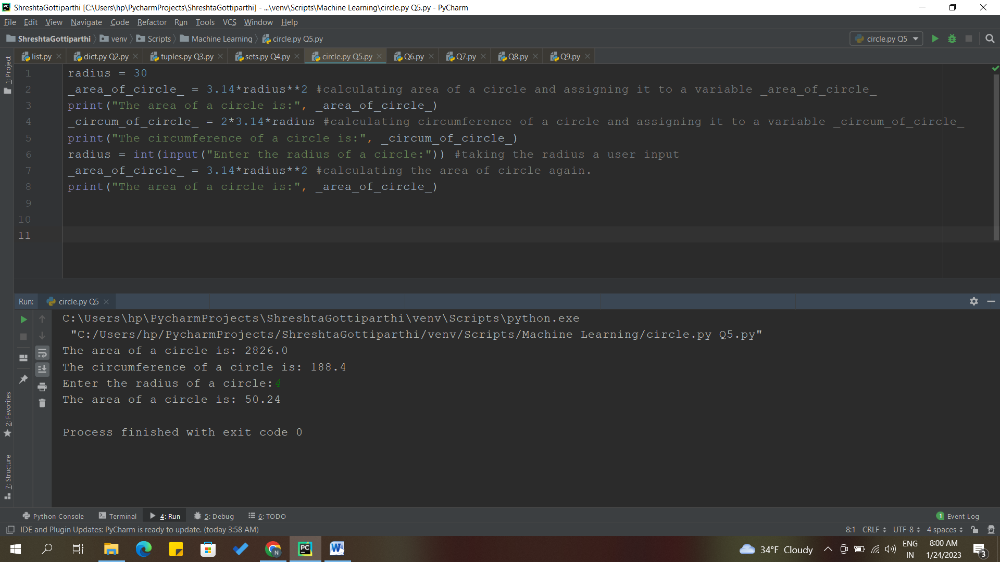 ShreshtaGottiparthi [C:\Users\hp\PycharmProjects\ShreshtaGottiparthi] - ...\venv\Scripts\Machine Learning\circle.py Q5.py - PyCharm
File Edit View Navigate Code Refactor Run Tools VCS Window Help
ShreshtaGottiparthi venv Scripts Machine Learning circle.py Q5.py circle.py Q5
list.py dict.py Q2.py tuples.py Q3.py sets.py Q4.py circle.py Q5.py Q6.py Q7.py Q8.py Q9.py
1: Project
1 radius = 30
2 _area_of_circle_ = 3.14*radius**2 #calculating area of a circle and assigning it to a variable _area_of_circle_
3 print("The area of a circle is:", _area_of_circle_)
4 _circum_of_circle_ = 2*3.14*radius #calculating circumference of a circle and assigning it to a variable _circum_of_circle_
5 print("The circumference of a circle is:", _circum_of_circle_)
6 radius = int(input("Enter the radius of a circle:")) #taking the radius a user input
7 _area_of_circle_ = 3.14*radius**2 #calculating the area of circle again.
8 print("The area of a circle is:", _area_of_circle_)
9
10
11
Run: circle.py Q5
C:\Users\hp\PycharmProjects\ShreshtaGottiparthi\venv\Scripts\python.exe
"C:/Users/hp/PycharmProjects/ShreshtaGottiparthi/venv/Scripts/Machine Learning/circle.py Q5.py"
The area of a circle is: 2826.0
The circumference of a circle is: 188.4
Enter the radius of a circle:4
The area of a circle is: 50.24
Process finished with exit code 0
2: Favorites
7: Structure
Python Console Terminal 4: Run 5: Debug 6: TODO 1 Event Log
IDE and Plugin Updates: PyCharm is ready to update. (today 3:58 AM) 8:1 CRLF UTF-8 4 spaces
34°F Cloudy ENG 8:00 AM
IN 1/24/2023 3